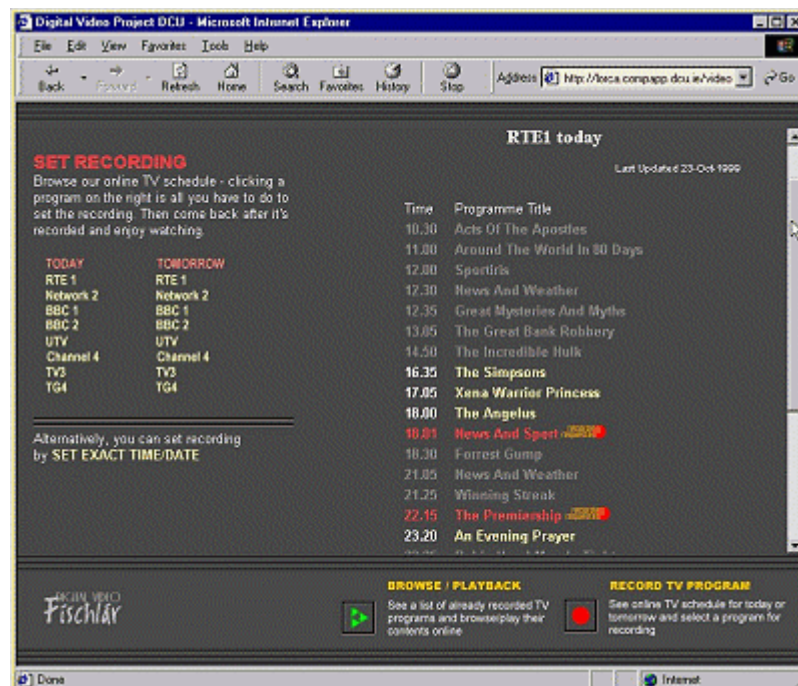 Digital Video Project DCU - Microsoft Internet Explorer
File Edit View Favorites Tools Help
Back Forward Refresh Home Search Favorites History Stop Address http://lorca.compapp.dcu.ie/video Go
RTE1 today
Last Updated 23-Oct-1999
SET RECORDING
Browse our online TV schedule - clicking a
program on the right is all you have to do to
set the recording. Then come back after it's
recorded and enjoy watching.
TODAY TOMORROW
RTE 1 RTE 1
Network 2 Network 2
BBC 1 BBC 1
BBC 2 BBC 2
UTV UTV
Channel 4 Channel 4
TV3 TV3
TG4 TG4
Alternatively, you can set recording
by SET EXACT TIME/DATE
Time Programme Title
10.30 Acts Of The Apostles
11.00 Around The World In 80 Days
12.00 Sportiris
12.30 News And Weather
12.35 Great Mysteries And Myths
13.05 The Great Bank Robbery
14.50 The Incredible Hulk
16.35 The Simpsons
17.05 Xena Warrior Princess
18.00 The Angelus
18.01 News And Sport
18.30 Forrest Gump
21.05 News And Weather
21.25 Winning Streak
22.15 The Premiership
23.20 An Evening Prayer
DIGITAL VIDEO
Físchlár
BROWSE / PLAYBACK
See a list of already recorded TV
programs and browse/play their
contents online
RECORD TV PROGRAM
See online TV schedule for today or
tomorrow and select a program for
recording
Done Internet